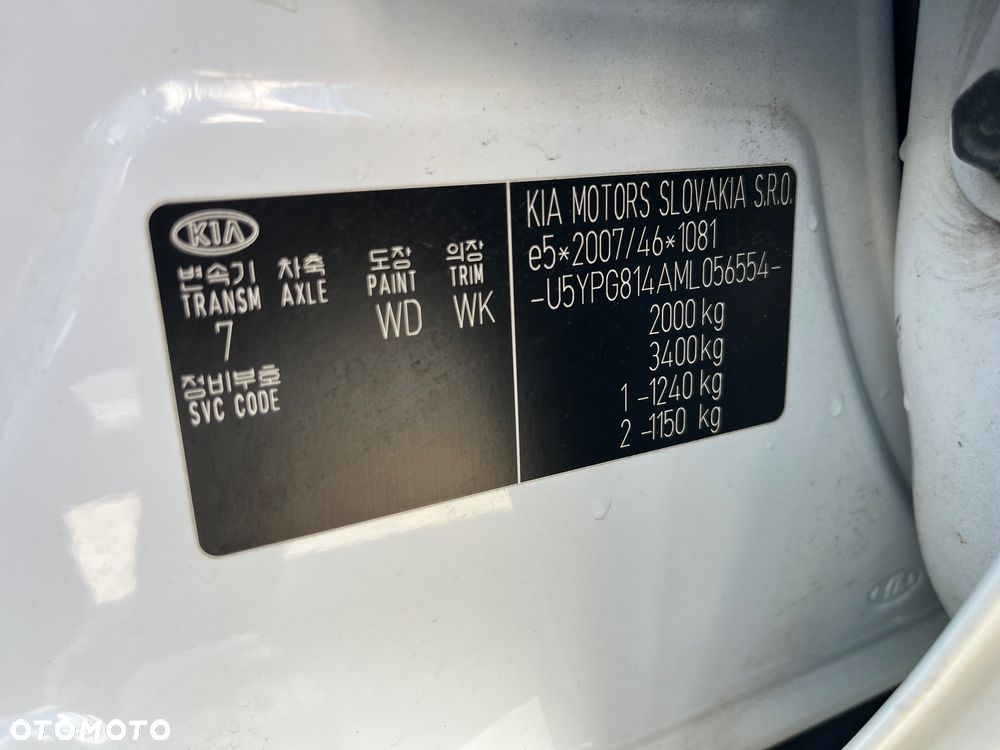 KIA
변속기 차축 도장 의장
TRANSM AXLE PAINT TRIM
7 WD WK
정비부호
SVC CODE
KIA MOTORS SLOVAKIA S.R.O.
e5*2007/46*1081
-U5YPG814AML056554-
2000 kg
3400 kg
1 -1240 kg
2 -1150 kg
OTOMOTO